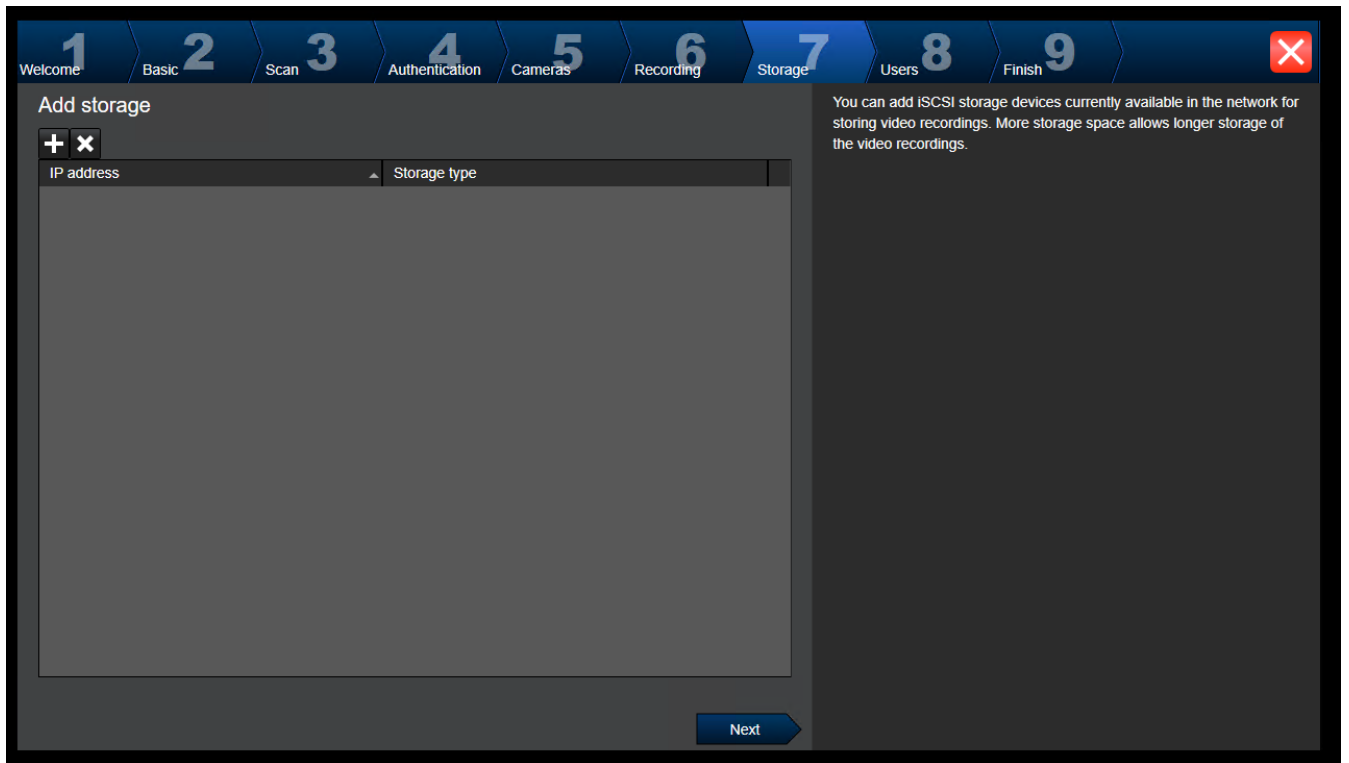 1 2 3 4 5 6 7 8 9
Welcome Basic Scan Authentication Cameras Recording Storage Users Finish
Add storage
IP address Storage type
Next
You can add iSCSI storage devices currently available in the network for
storing video recordings. More storage space allows longer storage of
the video recordings.